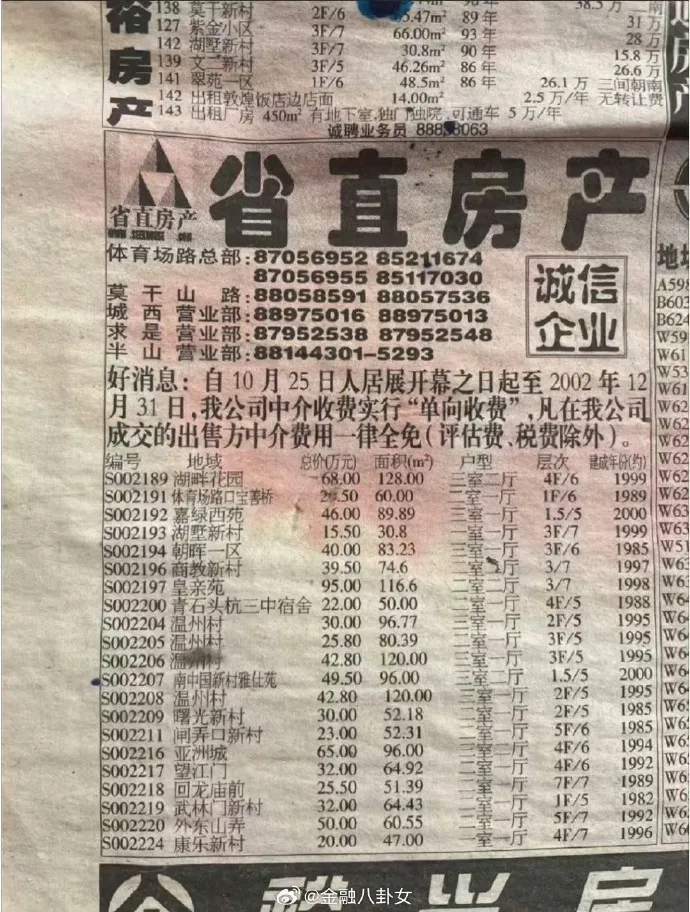 裕房产
138 莫干新村 2F/6 .47m² 89年 31万
127 紫金小区 3F/7 66.00m² 93年 28万
142 湖墅新村 3F/7 30.8m² 90年 15.8万
139 文二新村 3F/5 46.26m² 86年 26.6万
141 翠苑一区 1F/6 48.5m² 86年 26.1万 三间朝南
142 出租敦煌饭店边店面 14.00m² 2.5万/年 无转让费
143 出租厂房 450m² 有地下室,独门独院,可通车 5万/年
诚聘业务员
省直房产
省直房产
体育场路总部:87056952 85211674
87056955 85117030
莫干山路:88058591 88057536
城西营业部:88975016 88975013
求是营业部:87952538 87952548
半山营业部:88144301-5293
诚信
企业
好消息:自10月25日人居展开幕之日起至2002年12
月31日,我公司中介收费实行“单向收费”,凡在我公司
成交的出售方中介费用一律全免(评估费、税费除外)。
编号 地域 总价(万元) 面积(m²) 户型 层次 建成年份(约)
S002189 湖畔花园 68.00 128.00 三室二厅 4F/6 1999
S002191 体育场路口宝善桥 .50 60.00 二室一厅 1F/6 1989
S002192 嘉绿西苑 46.00 89.89 三室一厅 1.5/5 2000
S002193 湖墅新村 15.50 30.8 一室一厅 3F/7 1999
S002194 朝晖一区 40.00 83.23 三室一厅 3F/6 1985
S002196 商教新村 39.50 74.6 二室一厅 3/7 1997
S002197 皇亲苑 95.00 116.6 二室二厅 3/7 1998
S002200 青石头杭三中宿舍 22.00 50.00 二室一厅 4F/5 1988
S002204 温州村 30.00 96.77 三室一厅 2F/5 1995
S002205 温州村 25.80 80.39 二室一厅 3F/5 1995
S002206 温州村 42.80 120.00 三室二厅 3F/5 1995
S002207 南中国新村雅仕苑 49.50 96.00 三室二厅 1.5/5 2000
S002208 温州村 42.80 120.00 三室一厅 2F/5 1995
S002209 曙光新村 30.00 52.18 二室一厅 2F/5 1985
S002211 闸弄口新村 23.00 52.31 二室一厅 5F/6 1985
S002216 亚洲城 65.00 96.00 三室二厅 4F/6 1994
S002217 望江门 32.00 64.92 二室一厅 4F/6 1992
S002218 回龙庙前 25.50 51.39 二室一厅 7F/7 1989
S002219 武林门新村 32.00 64.43 二室一厅 1F/5 1982
S002220 外东山弄 50.00 60.55 二室一厅 5F/7 1992
S002224 康乐新村 20.00 47.00 二室一厅 4F/7 1996
@金融八卦女